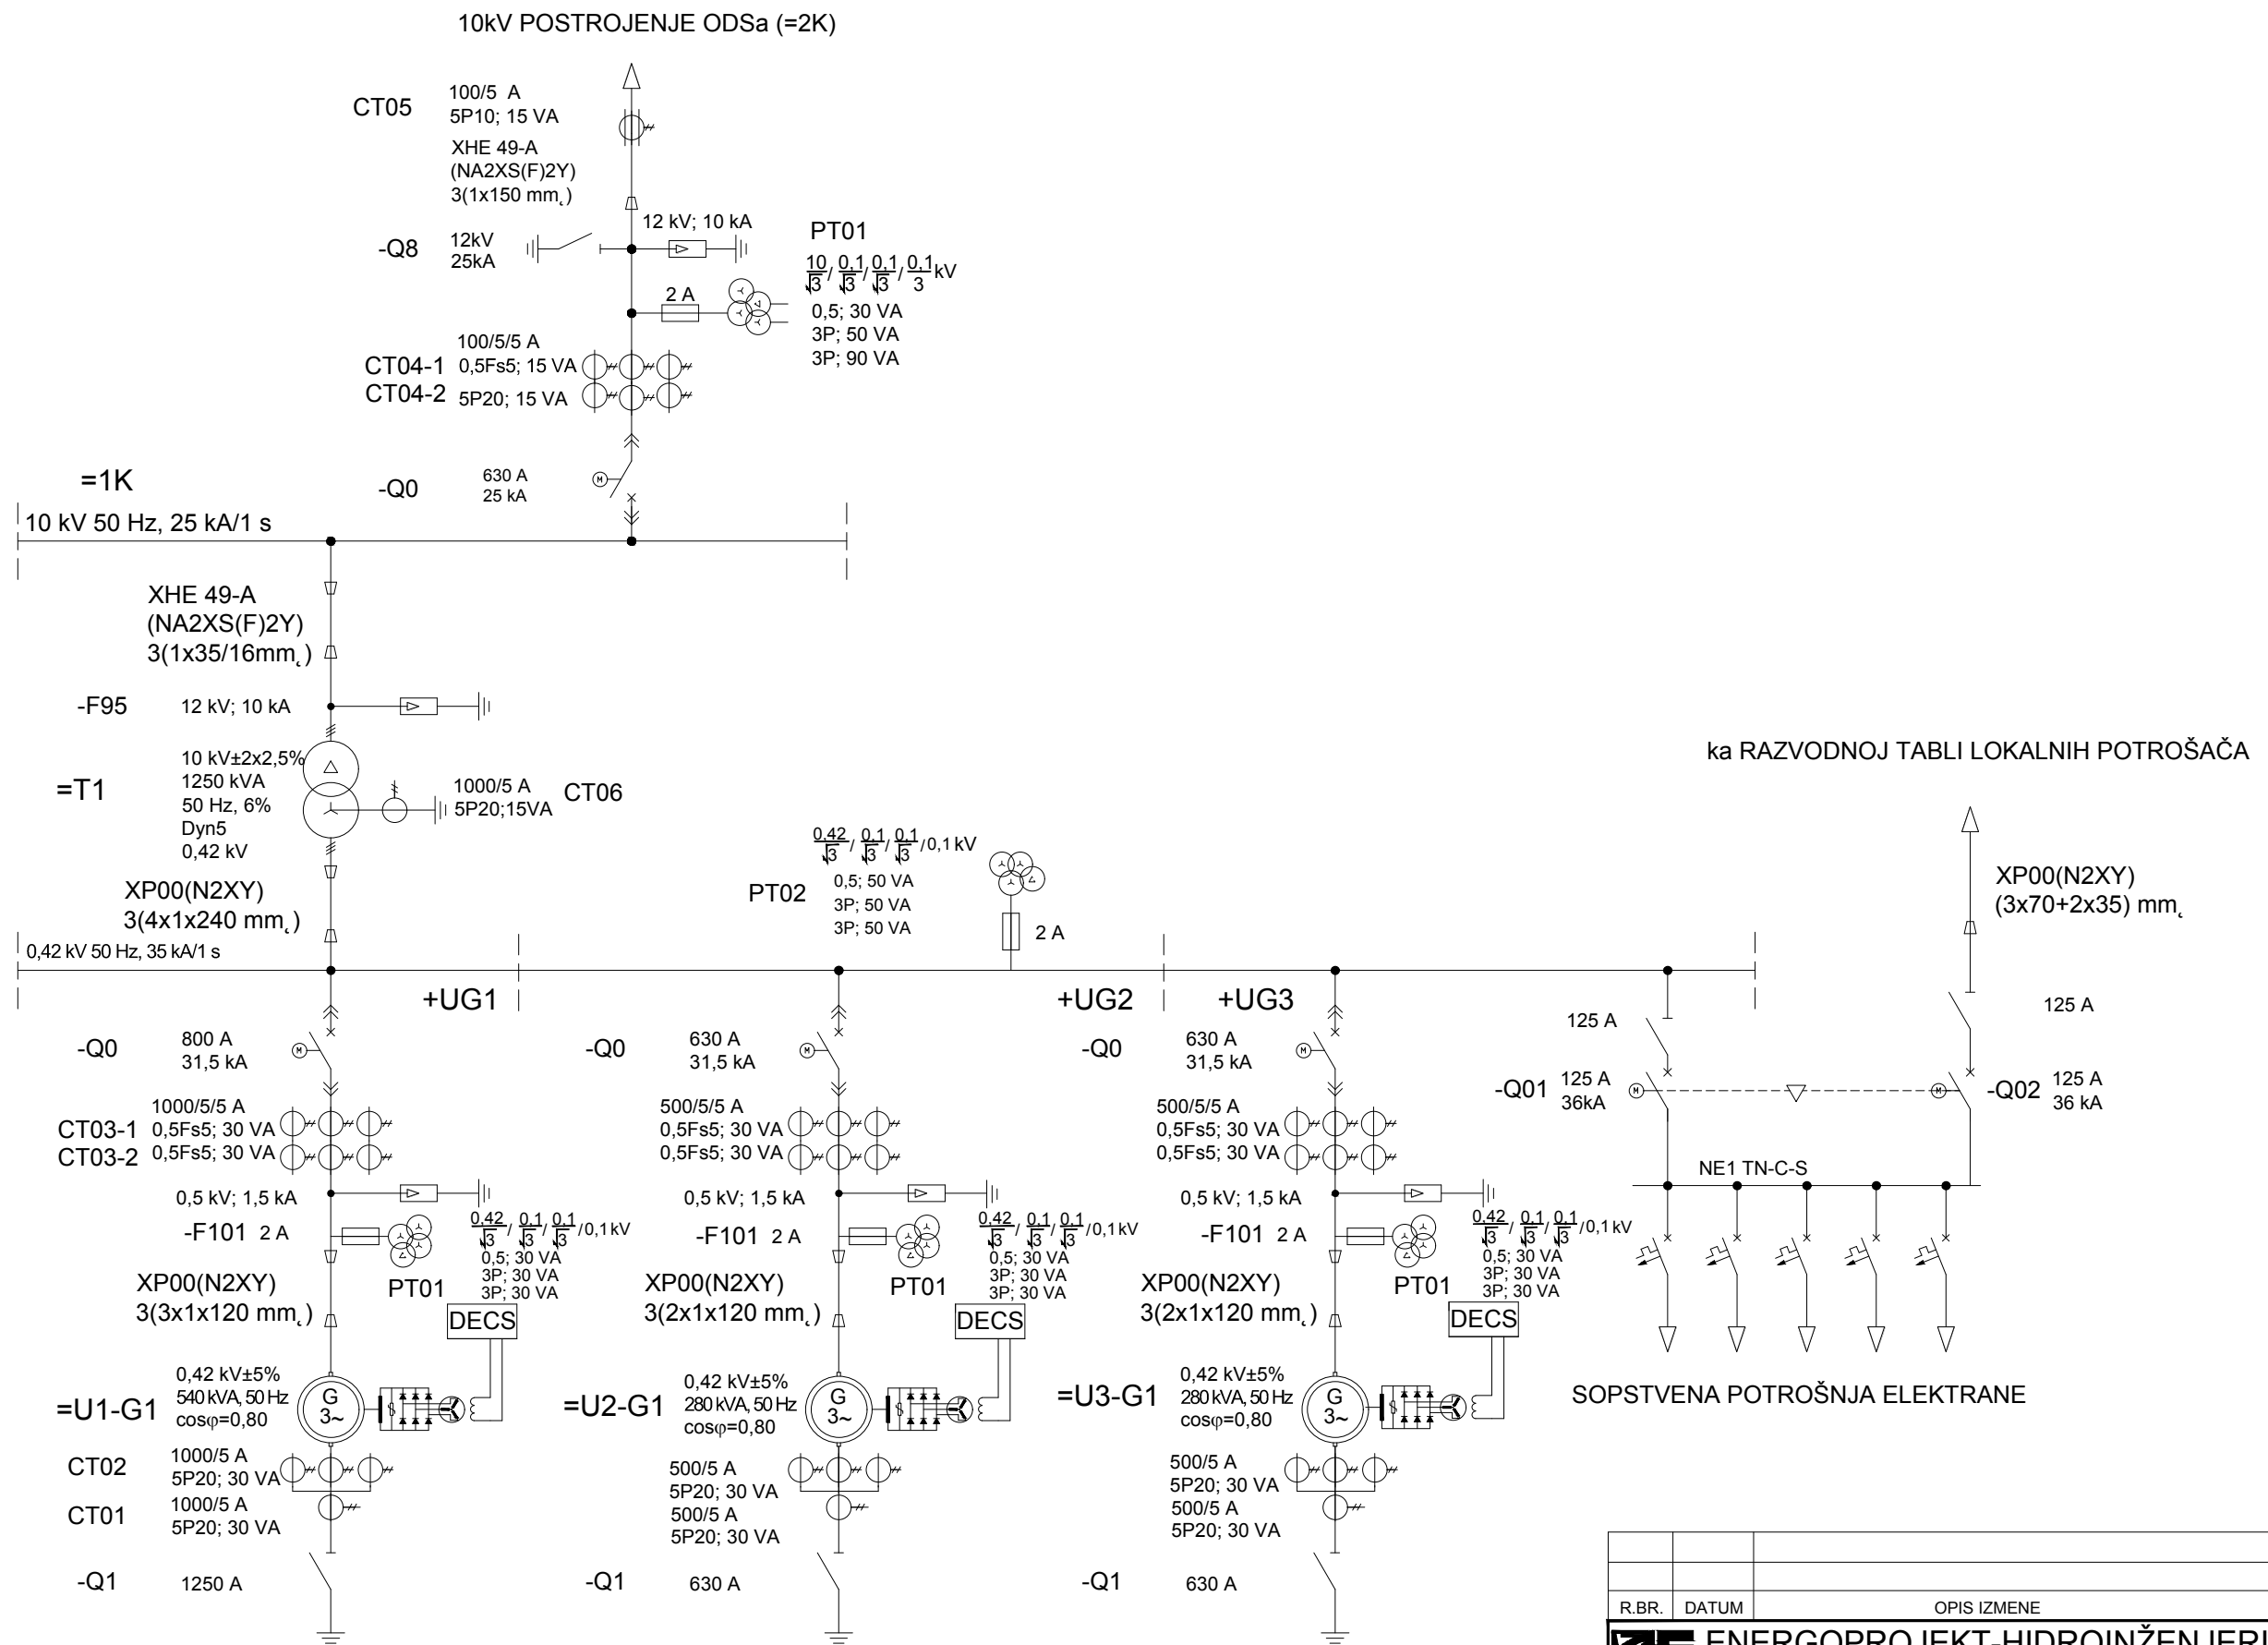 10kV POSTROJENJE ODSa (=2K)
CT05
100/5 A
5P10; 15 VA
XHE 49-A
(NA2XS(F)2Y)
3(1x150 mm˛)
-Q8
12kV
25kA
12 kV; 10 kA
PT01
10/√3 / 0,1/√3 / 0,1/√3 / 0,1/3 kV
2 A
0,5; 30 VA
3P; 50 VA
3P; 90 VA
100/5/5 A
CT04-1 0,5Fs5; 15 VA
CT04-2 5P20; 15 VA
=1K
-Q0
630 A
25 kA
M
10 kV 50 Hz, 25 kA/1 s
XHE 49-A
(NA2XS(F)2Y)
3(1x35/16mm˛)
-F95 12 kV; 10 kA
=T1
10 kV±2x2,5%
1250 kVA
50 Hz, 6%
Dyn5
0,42 kV
1000/5 A
5P20;15VA
CT06
XP00(N2XY)
3(4x1x240 mm˛)
PT02
0,42/√3 / 0,1/√3 / 0,1/√3 /0,1 kV
0,5; 50 VA
3P; 50 VA
3P; 50 VA
2 A
ka RAZVODNOJ TABLI LOKALNIH POTROŠAČA
XP00(N2XY)
(3x70+2x35) mm˛
0,42 kV 50 Hz, 35 kA/1 s
+UG1
+UG2
+UG3
-Q0
800 A
31,5 kA
M
CT03-1
CT03-2
1000/5/5 A
0,5Fs5; 30 VA
0,5Fs5; 30 VA
0,5 kV; 1,5 kA
-F101 2 A
0,42/√3 / 0,1/√3 / 0,1/√3 /0,1 kV
0,5; 30 VA
3P; 30 VA
3P; 30 VA
PT01
XP00(N2XY)
3(3x1x120 mm˛)
DECS
=U1-G1
0,42 kV±5%
540 kVA, 50 Hz
cosφ=0,80
G
3~
CT02
1000/5 A
5P20; 30 VA
CT01
1000/5 A
5P20; 30 VA
-Q1 1250 A
-Q0
630 A
31,5 kA
M
500/5/5 A
0,5Fs5; 30 VA
0,5Fs5; 30 VA
0,5 kV; 1,5 kA
-F101 2 A
0,42/√3 / 0,1/√3 / 0,1/√3 /0,1 kV
0,5; 30 VA
3P; 30 VA
3P; 30 VA
PT01
XP00(N2XY)
3(2x1x120 mm˛)
DECS
=U2-G1
0,42 kV±5%
280 kVA, 50 Hz
cosφ=0,80
G
3~
500/5 A
5P20; 30 VA
500/5 A
5P20; 30 VA
-Q1 630 A
-Q0
630 A
31,5 kA
M
500/5/5 A
0,5Fs5; 30 VA
0,5Fs5; 30 VA
0,5 kV; 1,5 kA
-F101 2 A
0,42/√3 / 0,1/√3 / 0,1/√3 /0,1 kV
0,5; 30 VA
3P; 30 VA
3P; 30 VA
PT01
XP00(N2XY)
3(2x1x120 mm˛)
DECS
=U3-G1
0,42 kV±5%
280 kVA, 50 Hz
cosφ=0,80
G
3~
500/5 A
5P20; 30 VA
500/5 A
5P20; 30 VA
-Q1 630 A
125 A
125 A
-Q01
125 A
36kA
M
M
-Q02
125 A
36 kA
NE1 TN-C-S
SOPSTVENA POTROŠNJA ELEKTRANE
R.BR. DATUM OPIS IZMENE
ENERGOPROJEKT-HIDROINŽENJERI